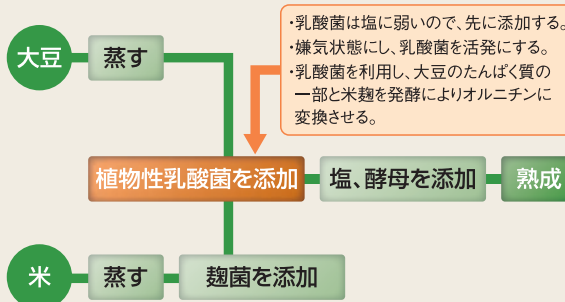 ・乳酸菌は塩に弱いので、先に添加する。
・嫌気状態にし、乳酸菌を活発にする。
・乳酸菌を利用し、大豆のたんぱく質の
一部と米麹を発酵によりオルニチンに
変換させる。
大豆
蒸す
植物性乳酸菌を添加
塩、酵母を添加
熟成
米
蒸す
麹菌を添加